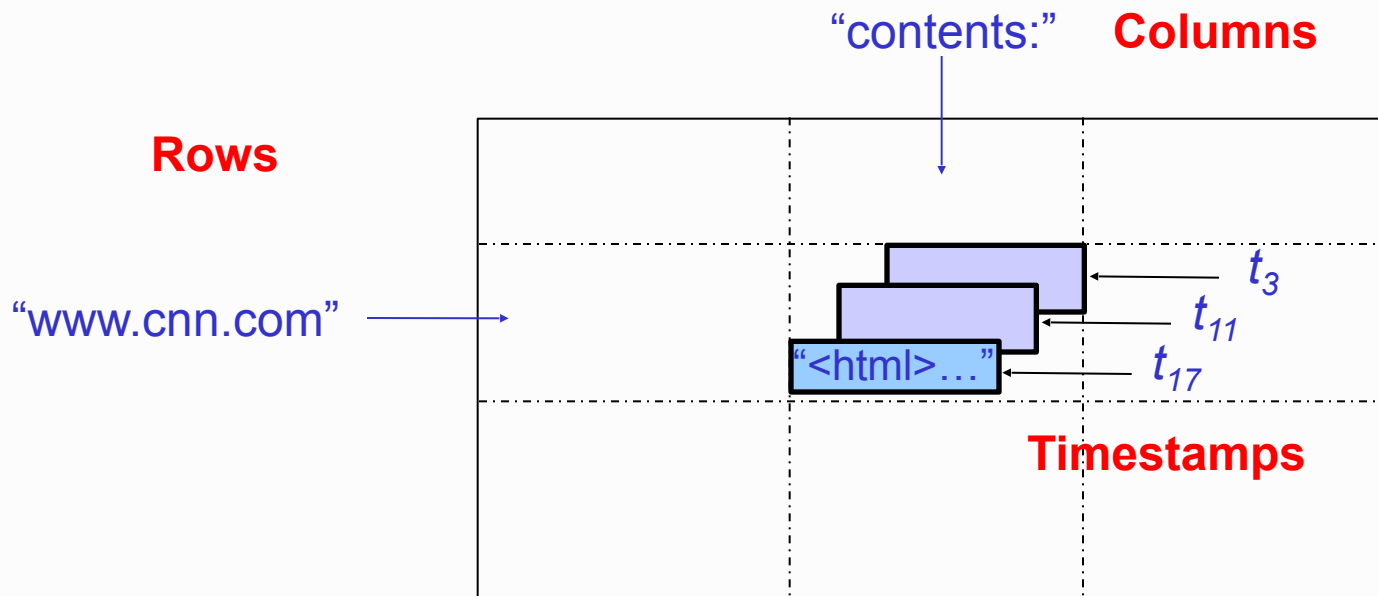 “contents:” Columns
Rows
“www.cnn.com”
t3
t11
“<html>…”
t17
Timestamps